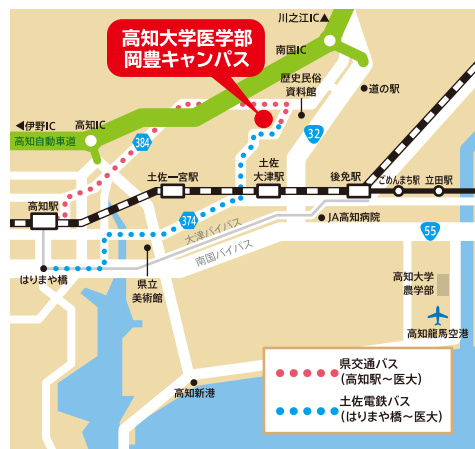 川之江IC▲
高知大学医学部
岡豊キャンパス
南国IC
歴史民俗
資料館
道の駅
◀伊野IC
高知IC
高知自動車道
384
32
土佐一宮駅
土佐
大津駅
後免駅
ごめんまち駅
立田駅
高知駅
374
大津バイパス
南国バイパス
JA高知病院
55
はりまや橋
県立
美術館
高知大学
農学部
高知龍馬空港
高知新港
県交通バス
(高知駅〜医大)
土佐電鉄バス
(はりまや橋〜医大)